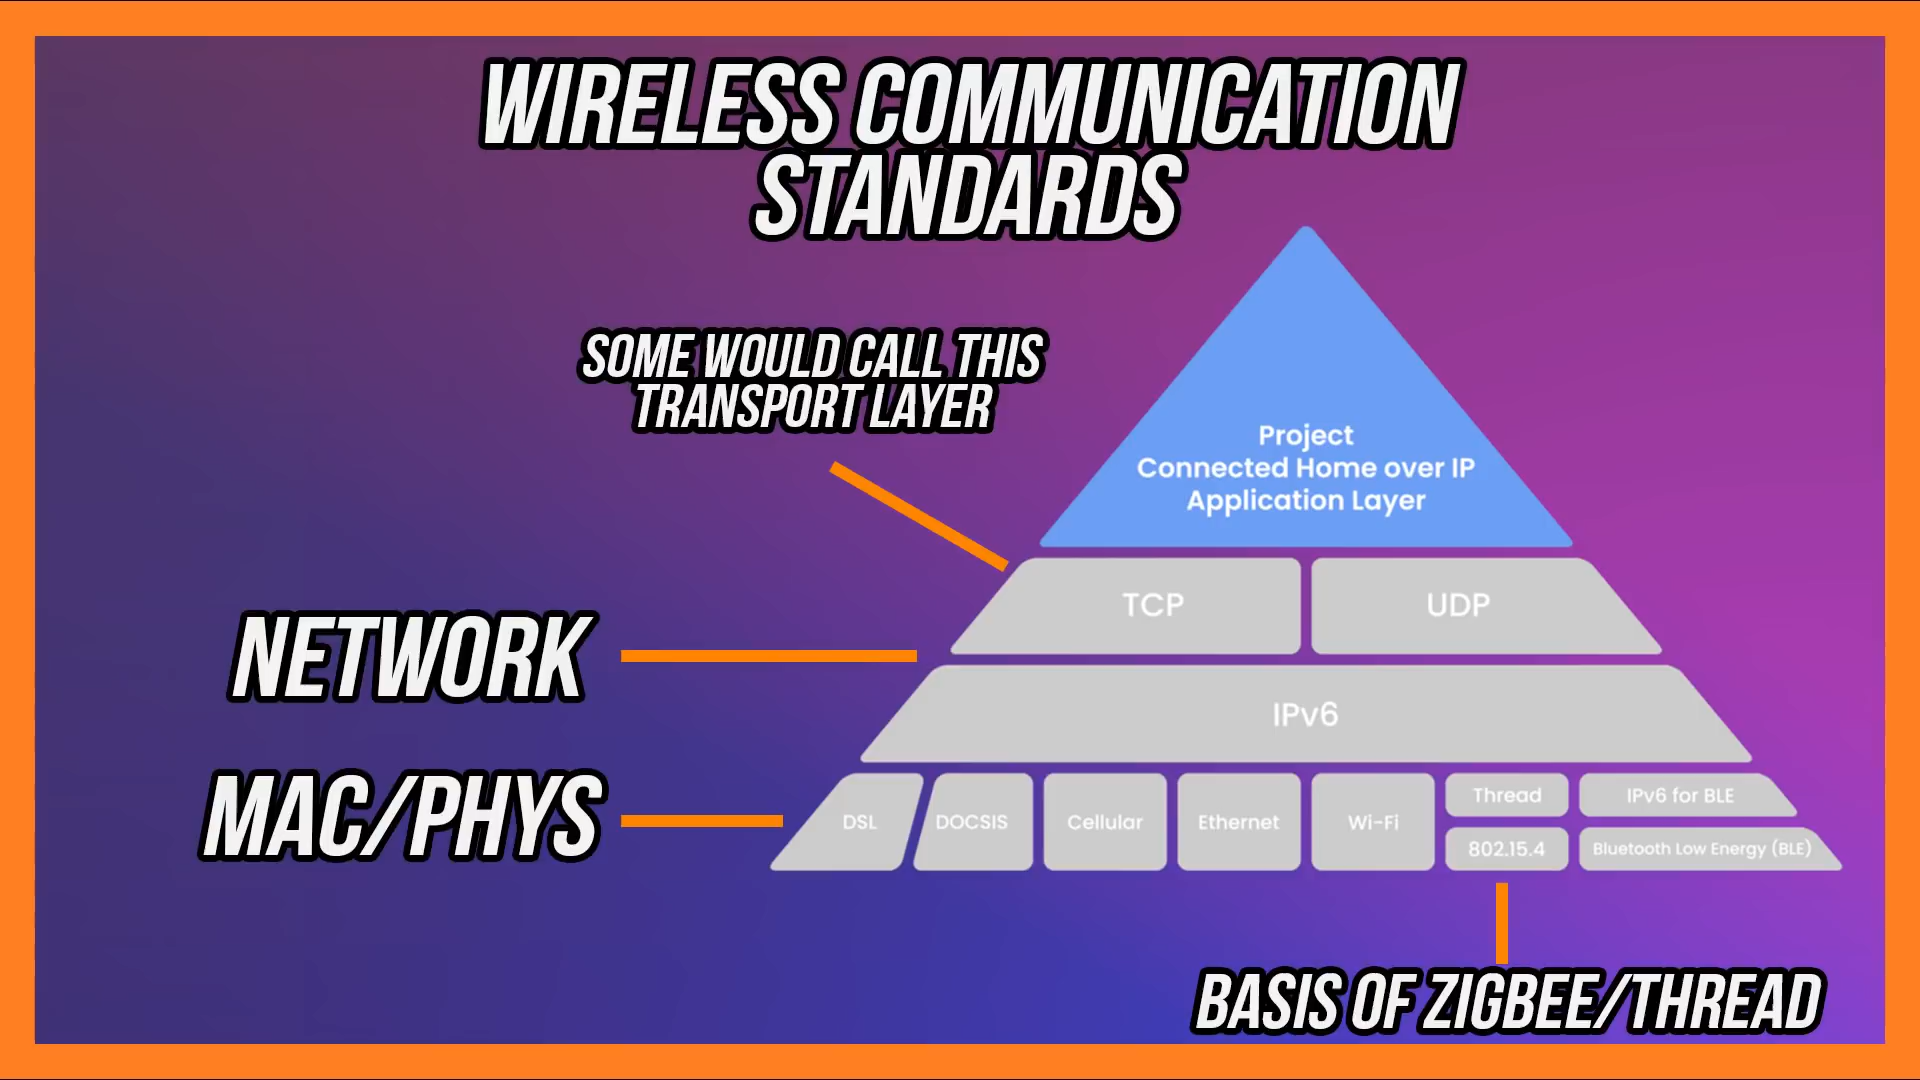 WIRELESS COMMUNICATION
STANDARDS
SOME WOULD CALL THIS
TRANSPORT LAYER
Project
Connected Home over IP
Application Layer
TCP
UDP
NETWORK
IPv6
MAC/PHYS
DSL
DOCSIS
Cellular
Ethernet
Wi-Fi
Thread
802.15.4
IPv6 for BLE
Bluetooth Low Energy (BLE)
BASIS OF ZIGBEE/THREAD